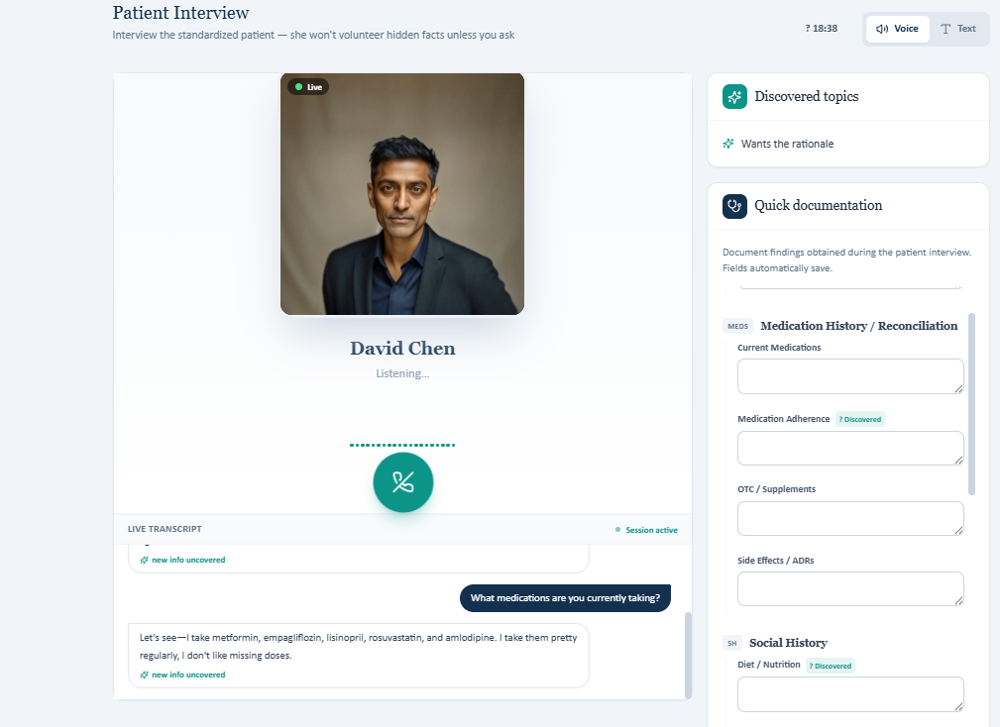 Patient Interview
Interview the standardized patient — she won't volunteer hidden facts unless you ask
? 18:38
Voice
Text
Live
David Chen
Listening...
LIVE TRANSCRIPT
Session active
new info uncovered
What medications are you currently taking?
Let's see—I take metformin, empagliflozin, lisinopril, rosuvastatin, and amlodipine. I take them pretty
regularly, I don't like missing doses.
new info uncovered
Discovered topics
Wants the rationale
Quick documentation
Document findings obtained during the patient interview.
Fields automatically save.
MEDS Medication History / Reconciliation
Current Medications
Medication Adherence ? Discovered
OTC / Supplements
Side Effects / ADRs
SH Social History
Diet / Nutrition ? Discovered